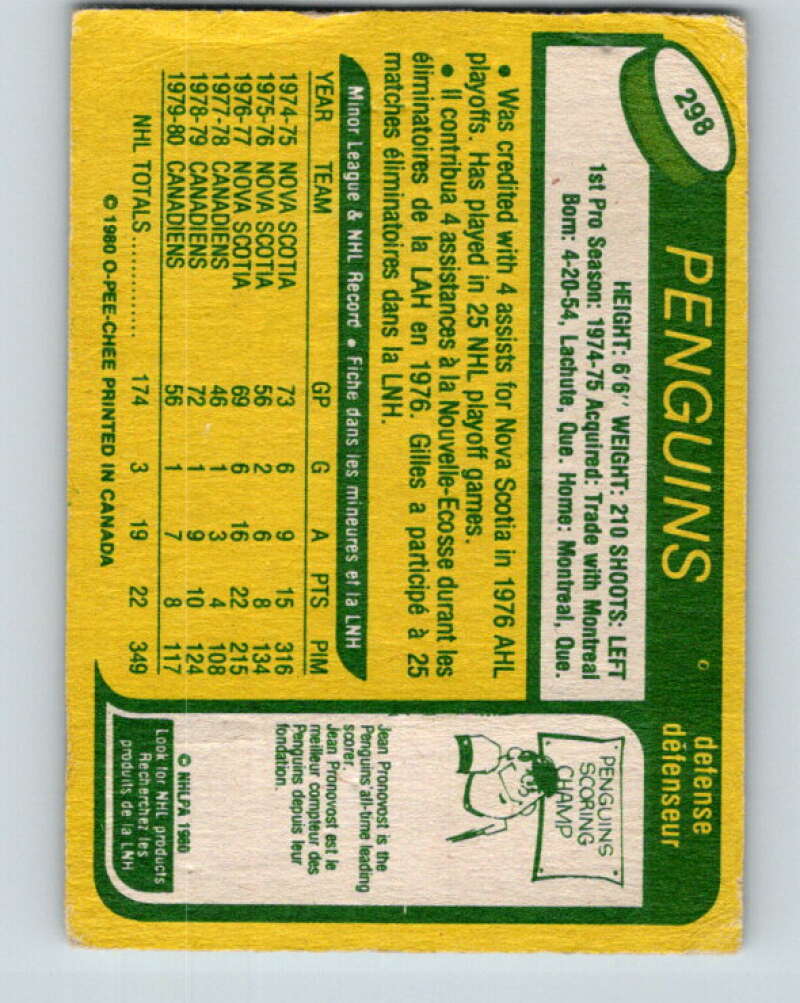 298
PENGUINS
defense
défenseur
HEIGHT: 6'6" WEIGHT: 210 SHOOTS: LEFT
1st Pro Season: 1974-75 Acquired: Trade with Montreal
Born: 4-20-54, Lachute, Que. Home: Montreal, Que.
• Was credited with 4 assists for Nova Scotia in 1976 AHL
playoffs. Has played in 25 NHL playoff games.
• Il contribua 4 assistances à la Nouvelle-Ecosse durant les
éliminatoires de la LAH en 1976. Gilles a participé à 25
matches éliminatoires dans la LNH.
Minor League & NHL Record • Fiche dans les mineures et la LNH
YEAR TEAM GP G A PTS PIM
1974-75 NOVA SCOTIA 73 6 9 15 316
1975-76 NOVA SCOTIA 56 2 6 8 134
1976-77 NOVA SCOTIA 69 6 16 22 215
1977-78 CANADIENS 46 1 3 4 108
1978-79 CANADIENS 72 1 9 10 124
1979-80 CANADIENS 56 1 7 8 117
NHL TOTALS ............. 174 3 19 22 349
© 1980 O-PEE-CHEE PRINTED IN CANADA
PENGUINS
SCORING
CHAMP
Jean Pronovost is the
Penguins' all-time leading
scorer.
Jean Pronovost est le
meilleur compteur des
Penguins depuis leur
fondation.
© NHLPA 1980
Look for NHL products
Recherchez les
produits de la LNH